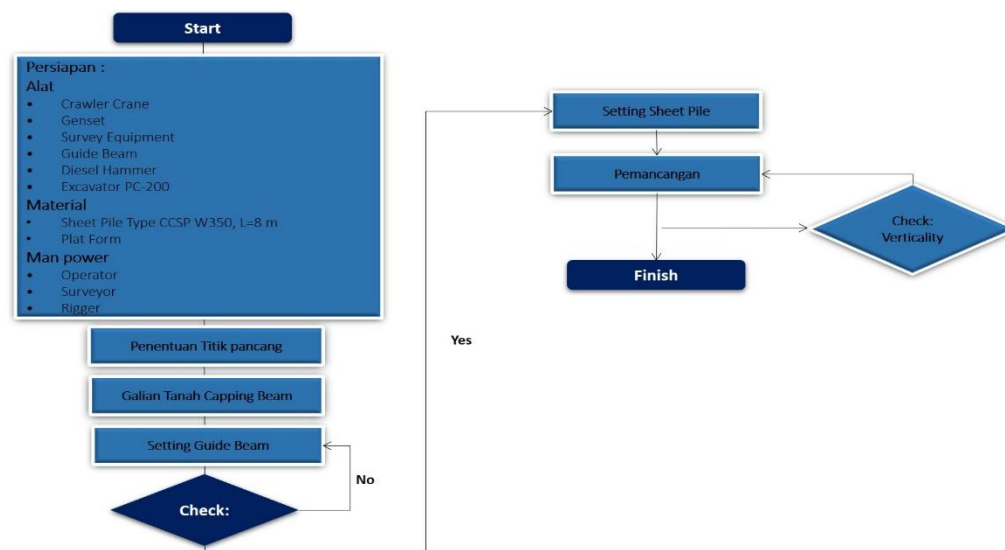 Start
Persiapan :
Alat
• Crawler Crane
• Genset
• Survey Equipment
• Guide Beam
• Diesel Hammer
• Excavator PC-200
Material
• Sheet Pile Type CCSP W350, L=8 m
• Plat Form
Man power
• Operator
• Surveyor
• Rigger
Penentuan Titik pancang
Galian Tanah Capping Beam
Setting Guide Beam
No
Check:
Yes
Setting Sheet Pile
Pemancangan
Check:
Verticality
Finish